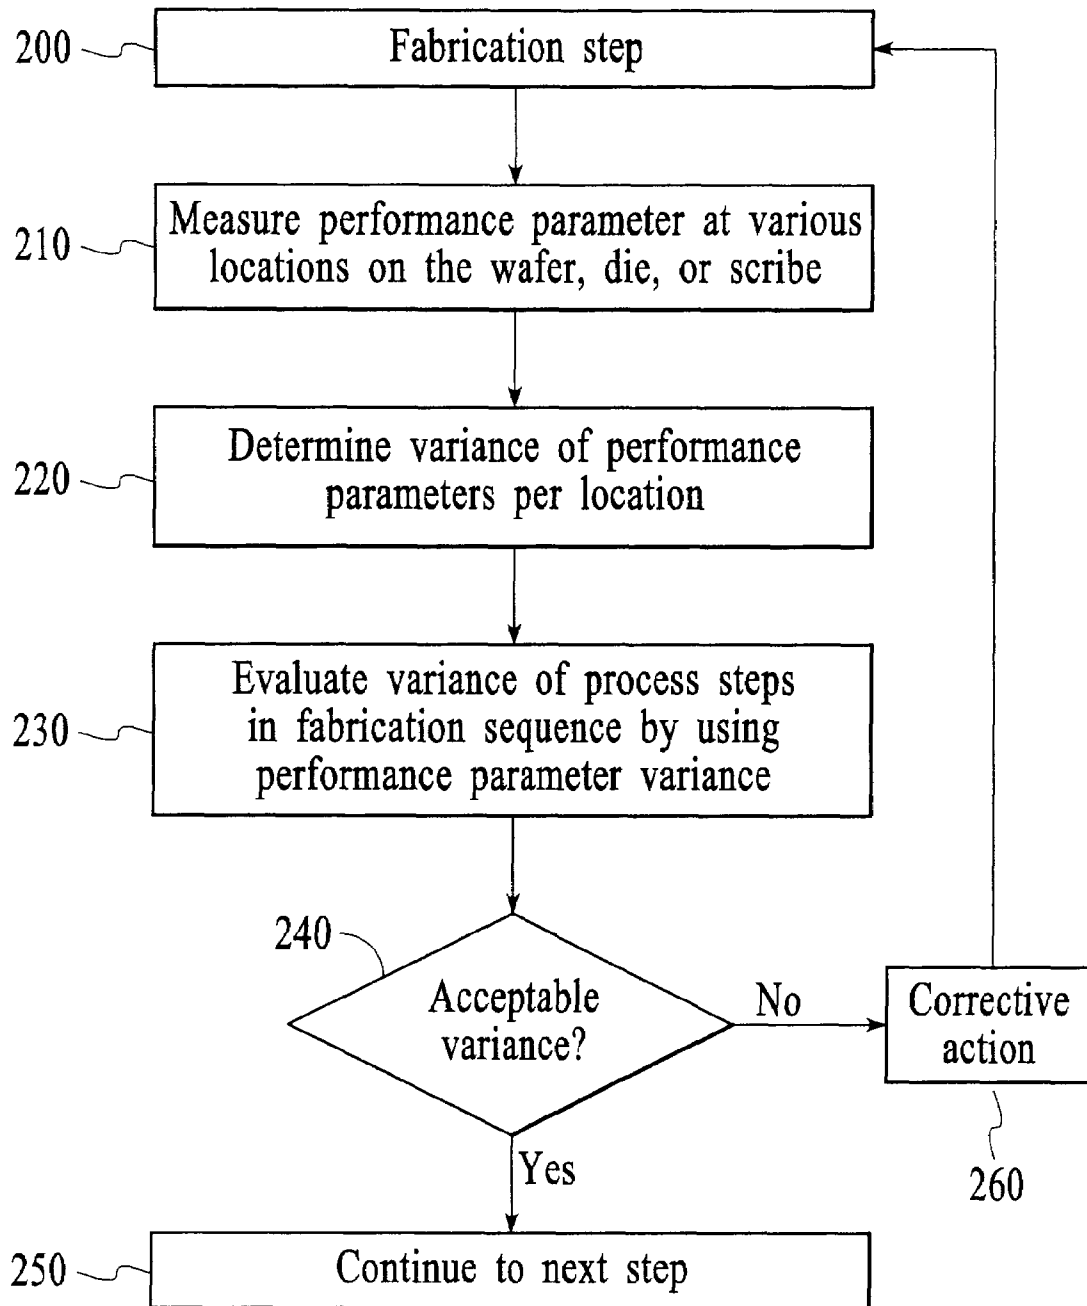 200
Fabrication step
210
Measure performance parameter at various
locations on the wafer, die, or scribe
220
Determine variance of performance
parameters per location
230
Evaluate variance of process steps
in fabrication sequence by using
performance parameter variance
240
Acceptable
variance?
No
Corrective
action
260
Yes
250
Continue to next step